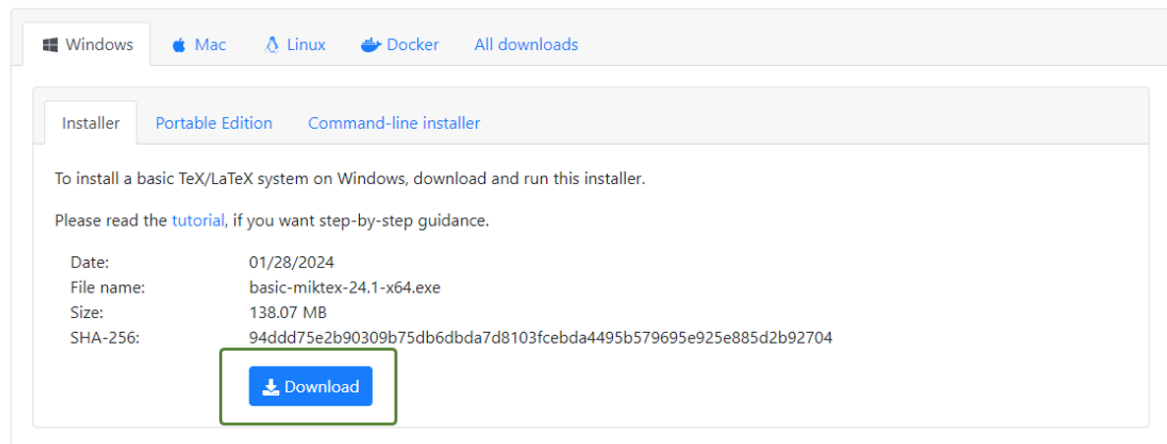 Windows Mac Linux Docker All downloads
Installer Portable Edition Command-line installer
To install a basic TeX/LaTeX system on Windows, download and run this installer.
Please read the tutorial, if you want step-by-step guidance.
Date: 01/28/2024
File name: basic-miktex-24.1-x64.exe
Size: 138.07 MB
SHA-256: 94ddd75e2b90309b75db6dbda7d8103fcebda4495b579695e925e885d2b92704
Download